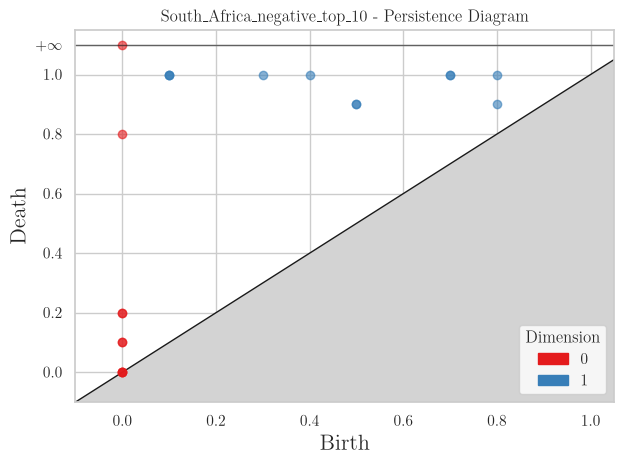 South_Africa_negative_top_10 - Persistence Diagram
+∞
1.0
0.8
0.6
0.4
0.2
0.0
Death
0.0 0.2 0.4 0.6 0.8 1.0
Birth
Dimension
0
1